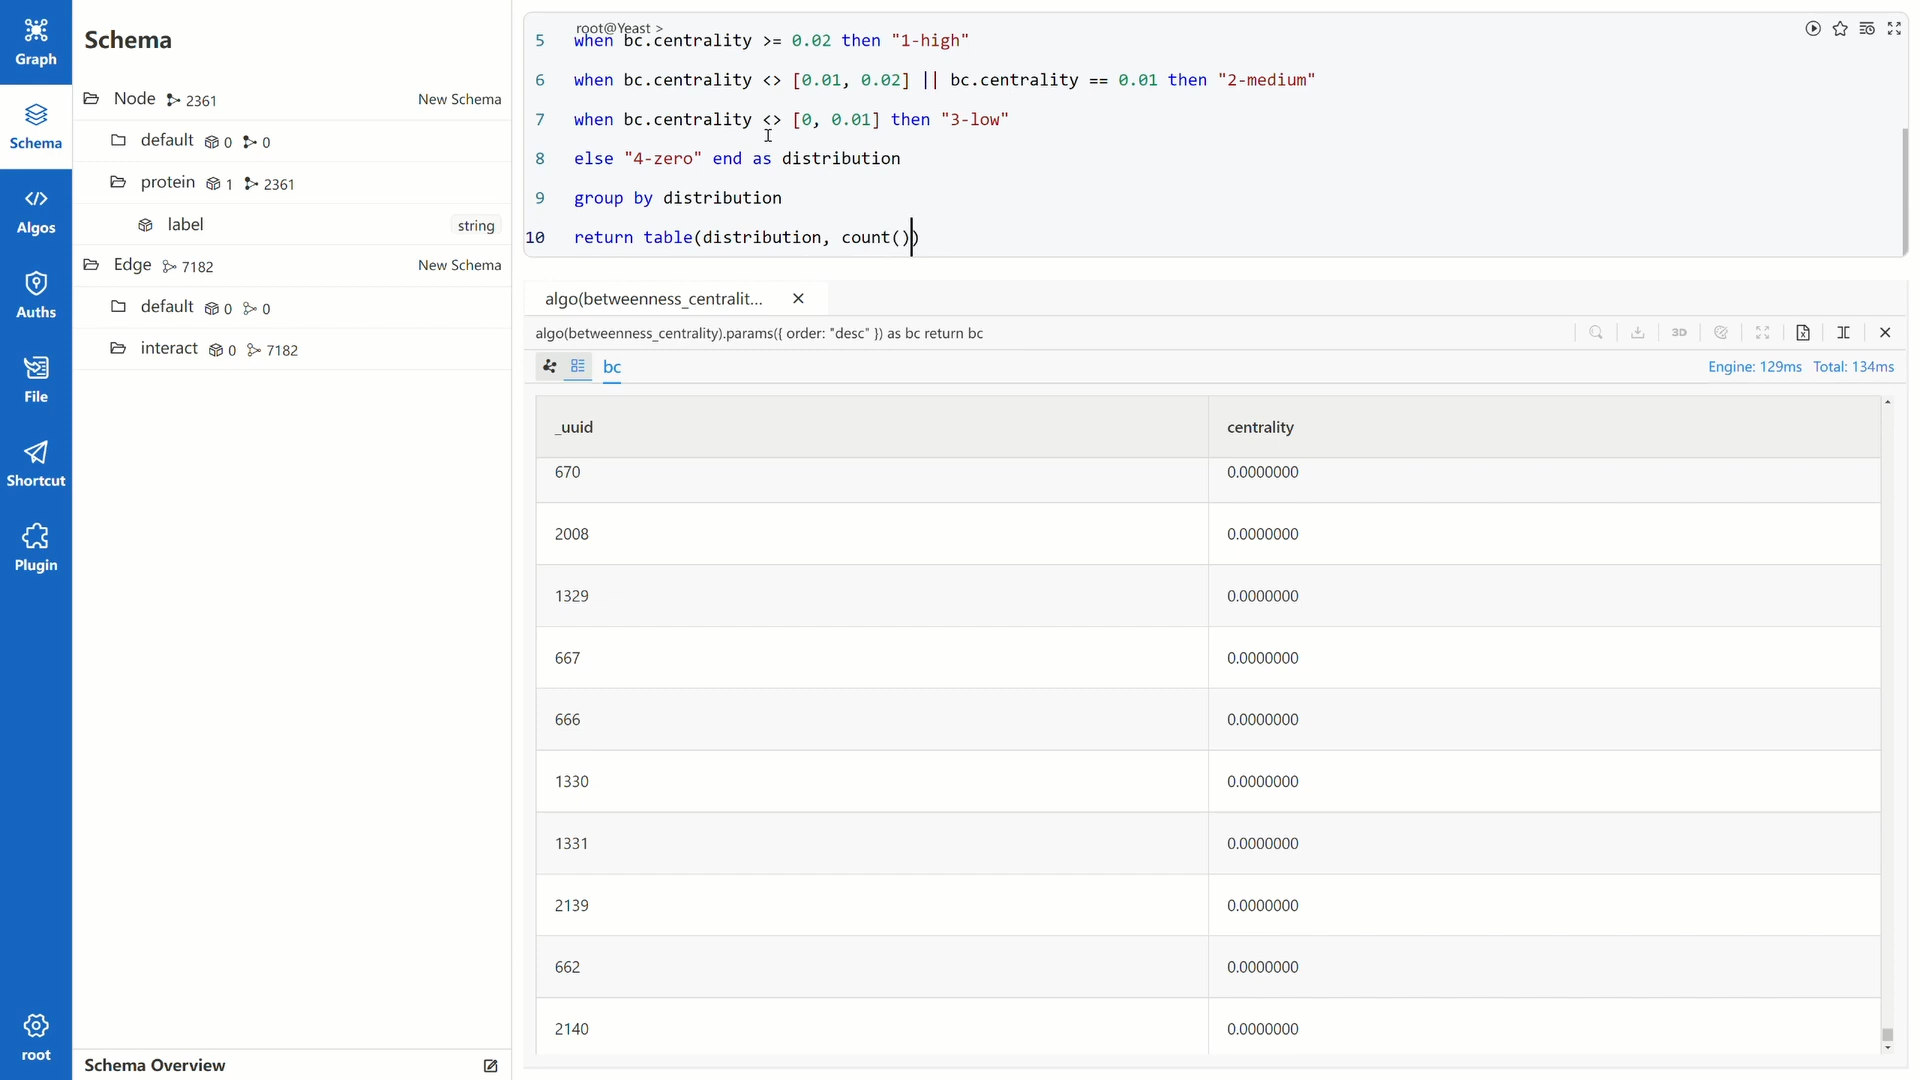 Graph
Schema
Algos
Auths
File
Shortcut
Plugin
root
Schema
Node 2361 New Schema
default 0 0
protein 1 2361
label string
Edge 7182 New Schema
default 0 0
interact 0 7182
Schema Overview
root@Yeast >
5 when bc.centrality >= 0.02 then "1-high"
6 when bc.centrality <> [0.01, 0.02] || bc.centrality == 0.01 then "2-medium"
7 when bc.centrality <> [0, 0.01] then "3-low"
8 else "4-zero" end as distribution
9 group by distribution
10 return table(distribution, count())
algo(betweenness_centralit...
algo(betweenness_centrality).params({ order: "desc" }) as bc return bc
3D
bc
Engine: 129ms Total: 134ms
_uuid centrality
670 0.0000000
2008 0.0000000
1329 0.0000000
667 0.0000000
666 0.0000000
1330 0.0000000
1331 0.0000000
2139 0.0000000
662 0.0000000
2140 0.0000000